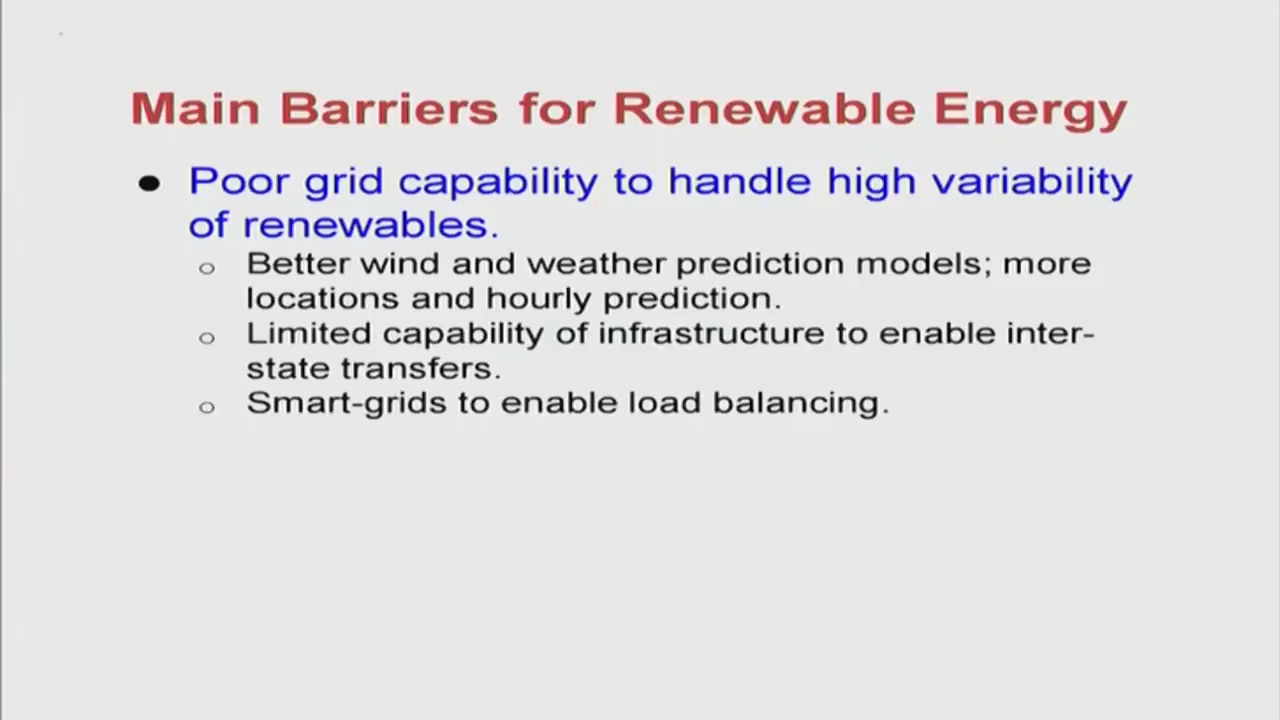 Main Barriers for Renewable Energy
● Poor grid capability to handle high variability
of renewables.
○ Better wind and weather prediction models; more
locations and hourly prediction.
○ Limited capability of infrastructure to enable inter-
state transfers.
○ Smart-grids to enable load balancing.